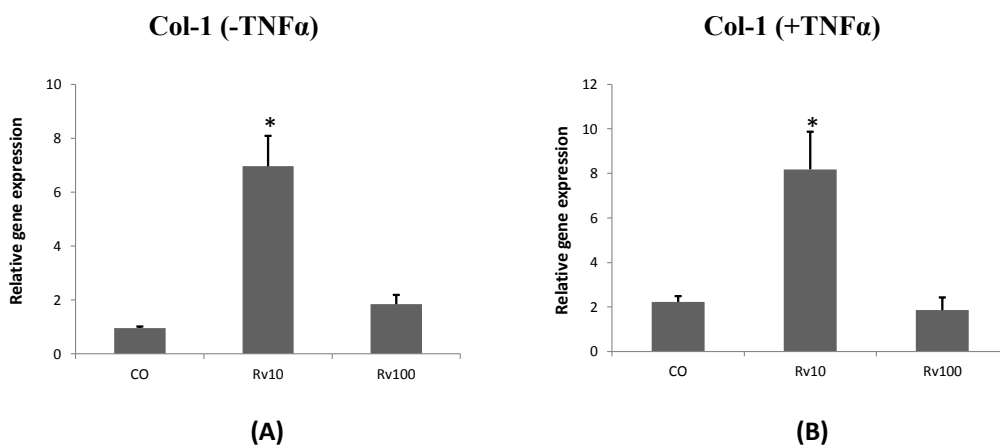 Col-1 (-TNFα)
Relative gene expression
10
8
6
4
2
0
*
CO
Rv10
Rv100
(A)
Col-1 (+TNFα)
Relative gene expression
12
10
8
6
4
2
0
*
CO
Rv10
Rv100
(B)